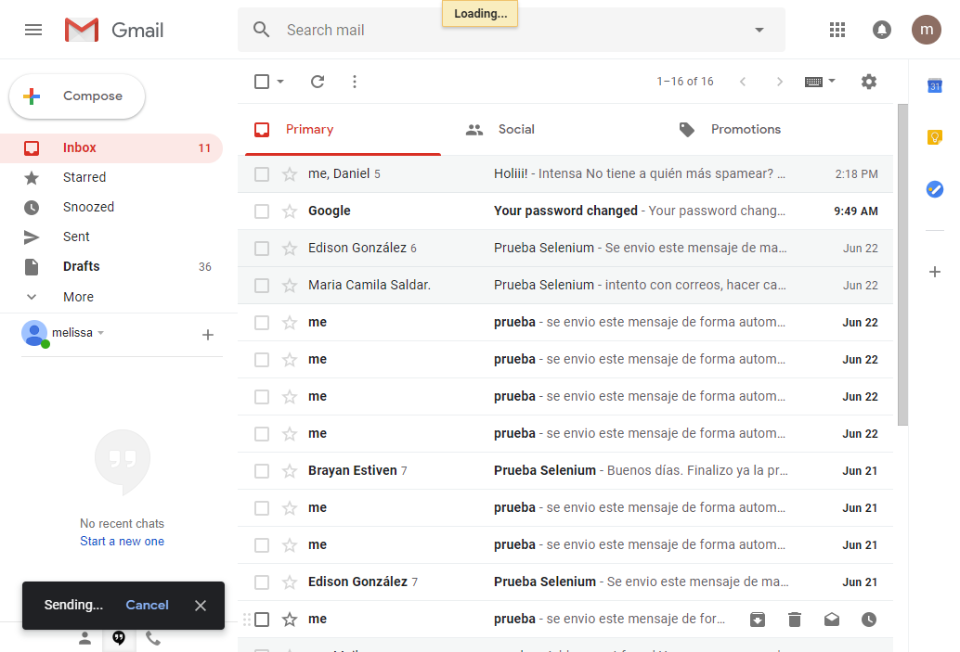 Loading...
Gmail
Search mail
m
Compose
1–16 of 16
31
Inbox 11
Starred
Snoozed
Sent
Drafts 36
More
melissa
No recent chats
Start a new one
Sending... Cancel
Primary Social Promotions
me, Daniel 5 Holiii! - Intensa No tiene a quién más spamear? … 2:18 PM
Google Your password changed - Your password chang… 9:49 AM
Edison González 6 Prueba Selenium - Se envio este mensaje de ma… Jun 22
Maria Camila Saldar. Prueba Selenium - intento con correos, hacer ca… Jun 22
me prueba - se envio este mensaje de forma autom… Jun 22
me prueba - se envio este mensaje de forma autom… Jun 22
me prueba - se envio este mensaje de forma autom… Jun 22
me prueba - se envio este mensaje de forma autom… Jun 22
Brayan Estiven 7 Prueba Selenium - Buenos días. Finalizo ya la pr… Jun 21
me prueba - se envio este mensaje de forma autom… Jun 21
me prueba - se envio este mensaje de forma autom… Jun 21
Edison González 7 Prueba Selenium - Se envio este mensaje de ma… Jun 21
me prueba - se envio este mensaje de for…